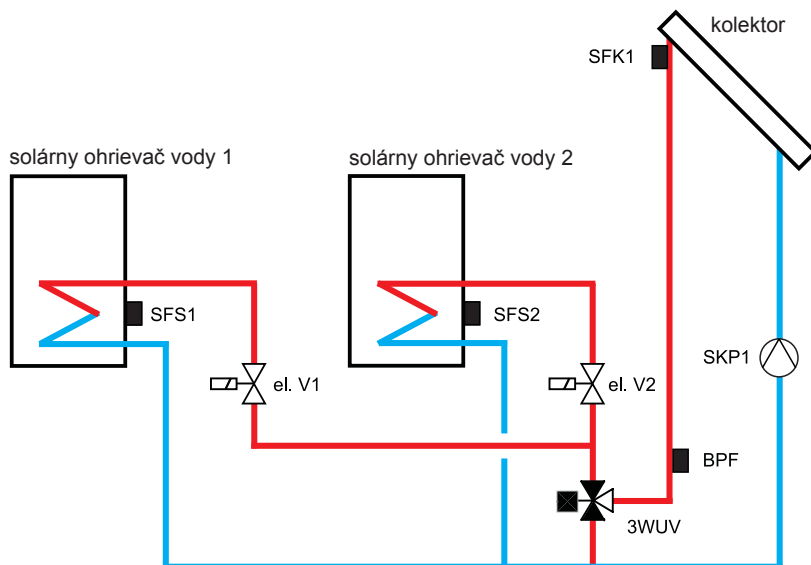 kolektor
SFK1
solárny ohrievač vody 1
solárny ohrievač vody 2
SFS1
SFS2
SKP1
el. V1
el. V2
BPF
3WUV